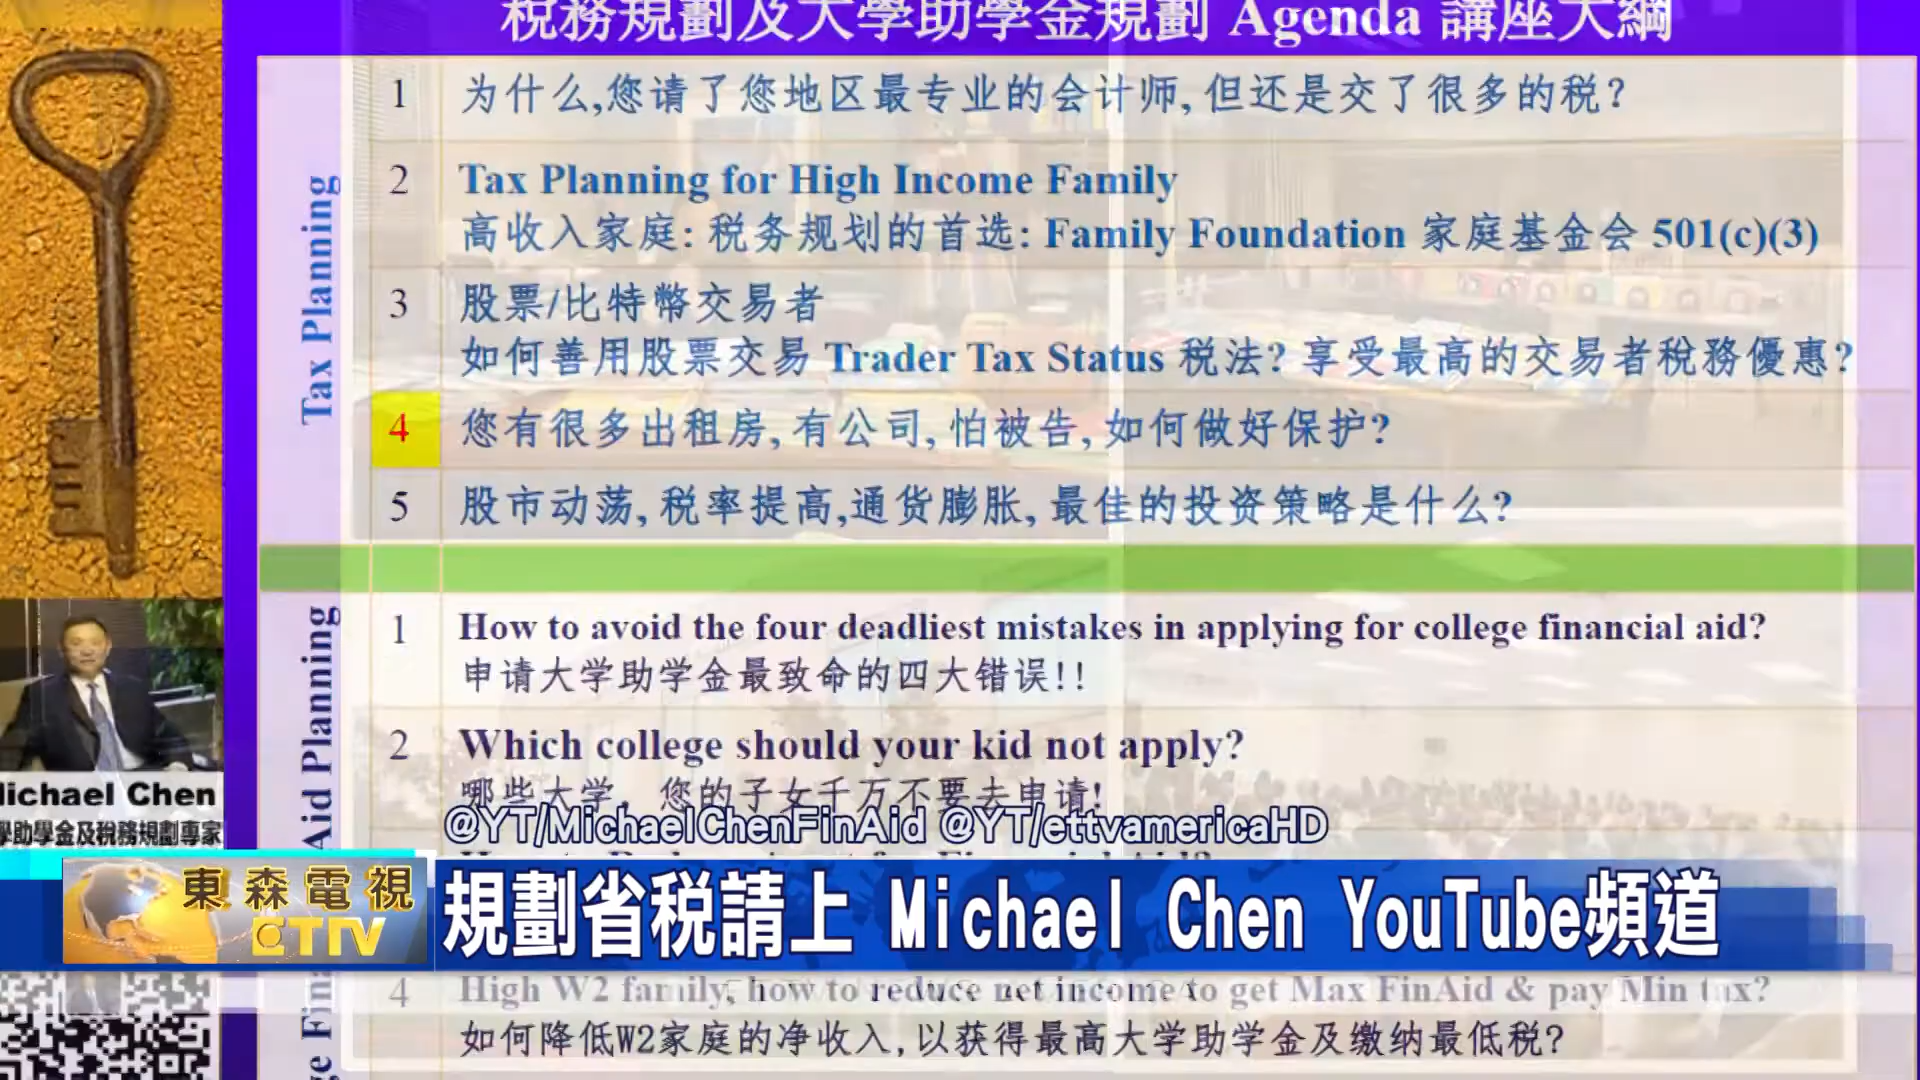 稅務規劃及大學助學金規劃 Agenda 講座大綱
Tax Planning
1 为什么,您请了您地区最专业的会计师, 但还是交了很多的税?
2 Tax Planning for High Income Family
高收入家庭: 税务规划的首选: Family Foundation 家庭基金会 501(c)(3)
3 股票/比特幣交易者
如何善用股票交易 Trader Tax Status 税法? 享受最高的交易者稅務優惠?
4 您有很多出租房, 有公司, 怕被告, 如何做好保护?
5 股市动荡, 税率提高,通货膨胀, 最佳的投资策略是什么?
Aid Planning
1 How to avoid the four deadliest mistakes in applying for college financial aid?
申请大学助学金最致命的四大错误!!
2 Which college should your kid not apply?
哪些大学, 您的子女千万不要去申请!
Michael Chen
學助學金及稅務規劃專家
@YT/MichaelChenFinAid @YT/ettvamericaHD
東森電視
ETTV
規劃省税請上 Michael Chen YouTube頻道
4 High W2 family, how to reduce net income to get Max FinAid & pay Min tax?
如何降低W2家庭的净收入,以获得最高大学助学金及缴纳最低税?